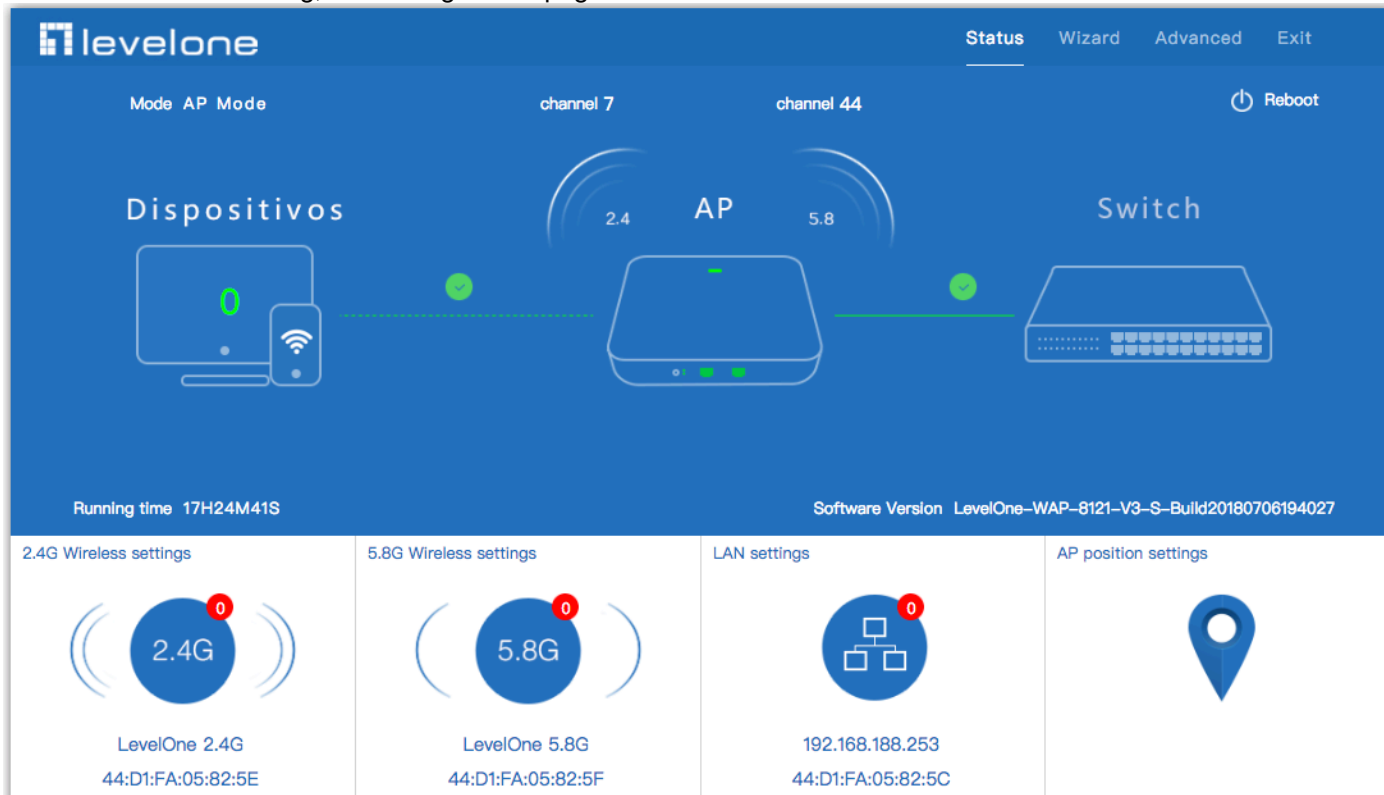 levelone
Status Wizard Advanced Exit
Mode AP Mode channel 7 channel 44 Reboot
Dispositivos 2.4 AP 5.8 Switch
0
Running time 17H24M41S Software Version LevelOne-WAP-8121-V3-S-Build20180706194027
2.4G Wireless settings 5.8G Wireless settings LAN settings AP position settings
0 0 0
2.4G 5.8G
LevelOne 2.4G LevelOne 5.8G 192.168.188.253
44:D1:FA:05:82:5E 44:D1:FA:05:82:5F 44:D1:FA:05:82:5C